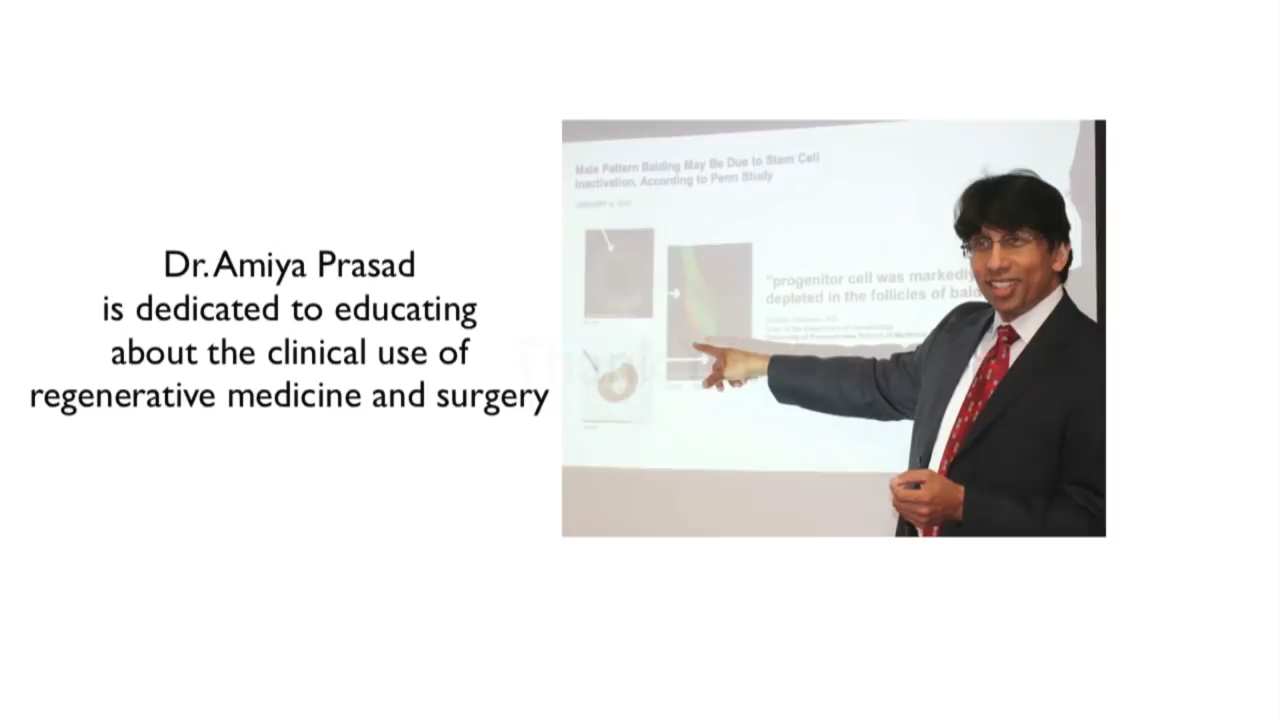 Dr. Amiya Prasad
is dedicated to educating
about the clinical use of
regenerative medicine and surgery
Male Pattern Balding May Be Due to Stem Cell
Inactivation, According to Penn Study
"progenitor cell was markedly
depleted in the follicles of bald